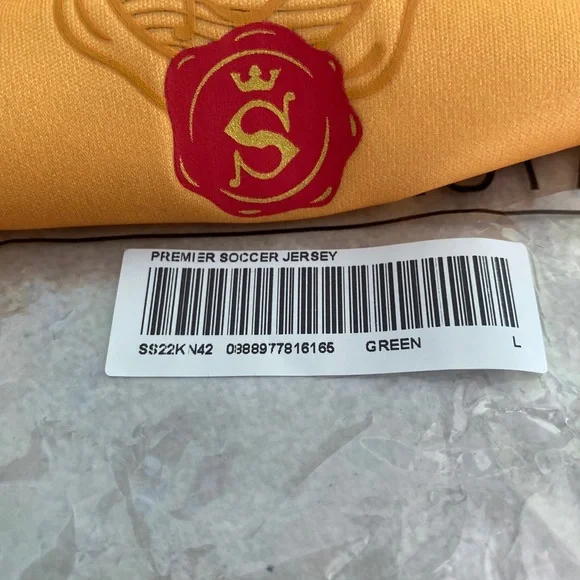 S
PREMIER SOCCER JERSEY
SS22KN42 0888977816165 GREEN L